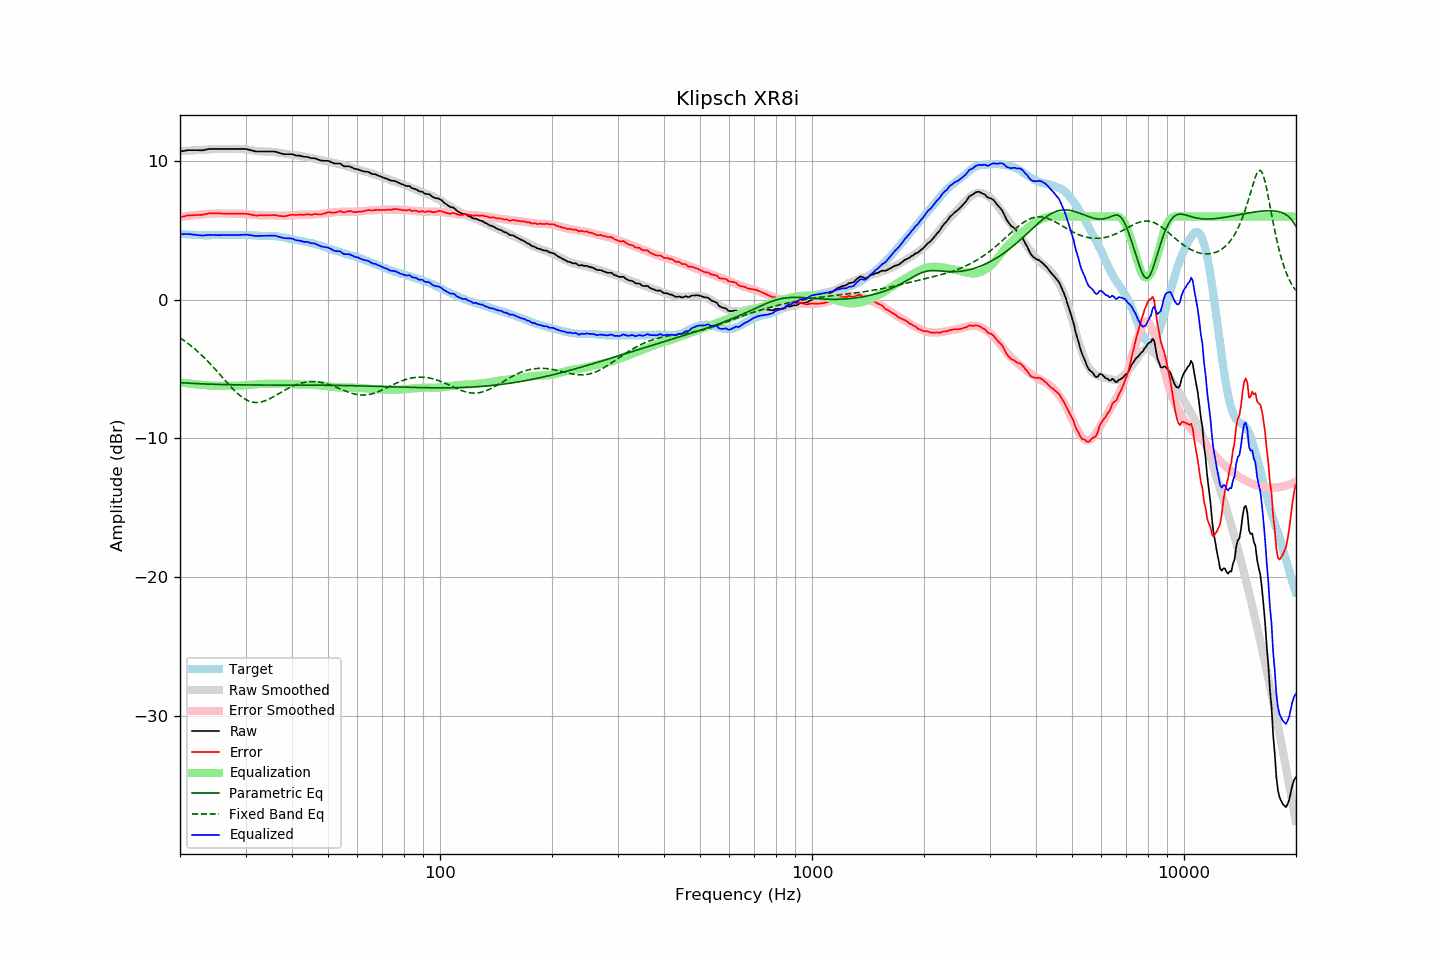 Klipsch XR8i
Amplitude (dBr)
10
0
−10
−20
−30
Target
Raw Smoothed
Error Smoothed
Raw
Error
Equalization
Parametric Eq
Fixed Band Eq
Equalized
100
1000
10000
Frequency (Hz)